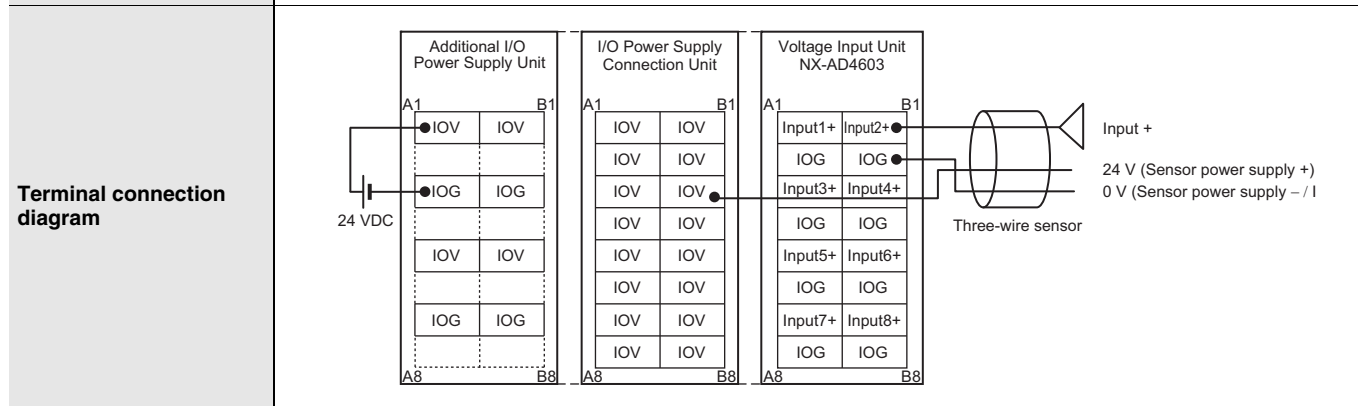 Terminal connection
diagram
Additional I/O
Power Supply Unit
A1 B1
IOV IOV
IOG IOG
IOV IOV
IOG IOG
A8 B8
24 VDC
I/O Power Supply
Connection Unit
A1 B1
IOV IOV
IOV IOV
IOV IOV
IOV IOV
IOV IOV
IOV IOV
IOV IOV
IOV IOV
A8 B8
Voltage Input Unit
NX-AD4603
A1 B1
Input1+ Input2+
IOG IOG
Input3+ Input4+
IOG IOG
Input5+ Input6+
IOG IOG
Input7+ Input8+
IOG IOG
A8 B8
Input +
24 V (Sensor power supply +)
0 V (Sensor power supply – / I
Three-wire sensor